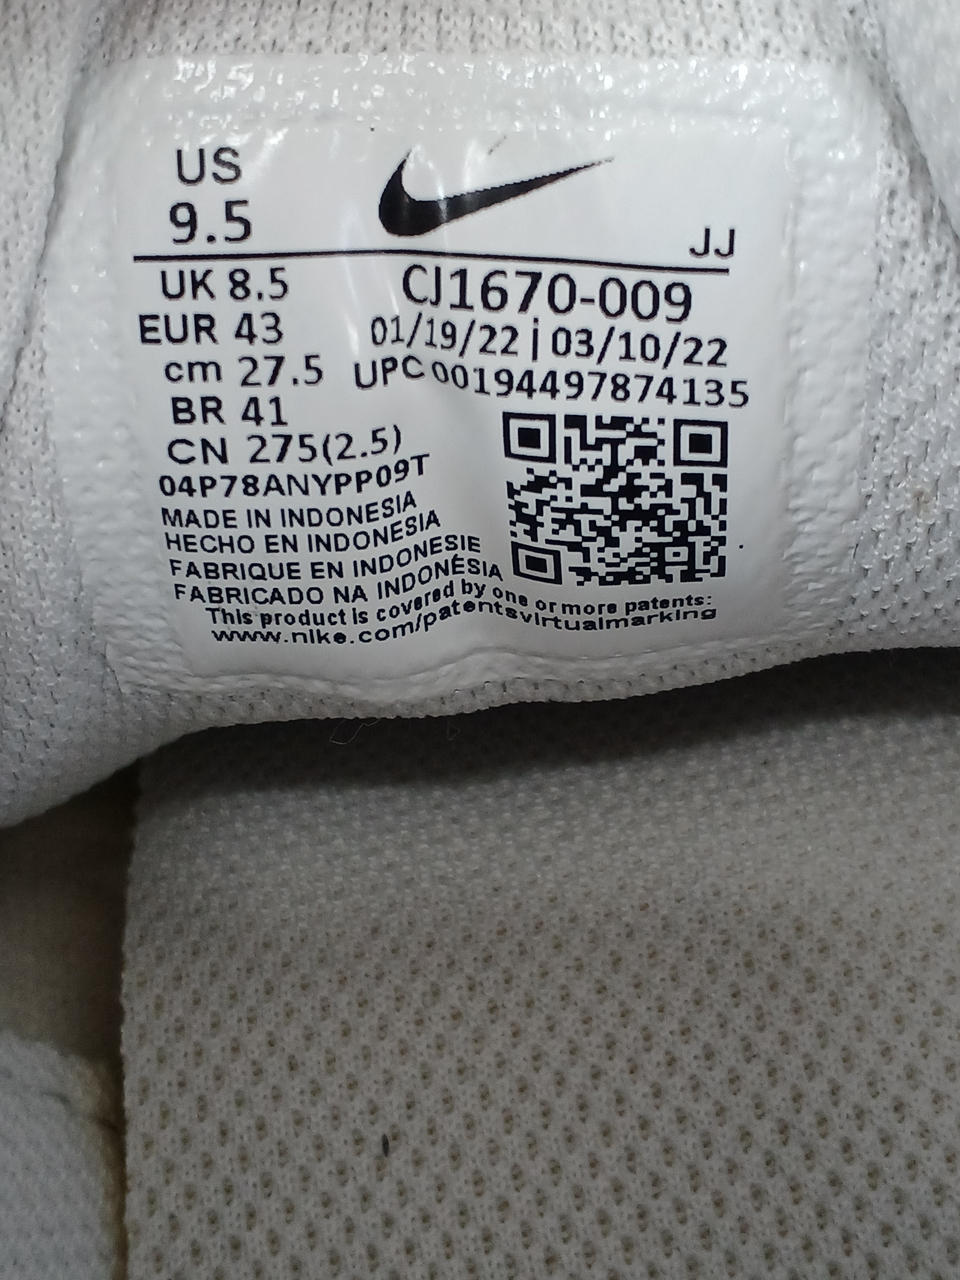 US
9.5
JJ
UK 8.5
CJ1670-009
EUR 43
01/19/22 | 03/10/22
cm 27.5
UPC 00194497874135
BR 41
CN 275(2.5)
04P78ANYPP09T
MADE IN INDONESIA
HECHO EN INDONESIA
FABRIQUE EN INDONESIE
FABRICADO NA INDONÉSIA
This product is covered by one or more patents:
www.nike.com/patentsvirtualmarking